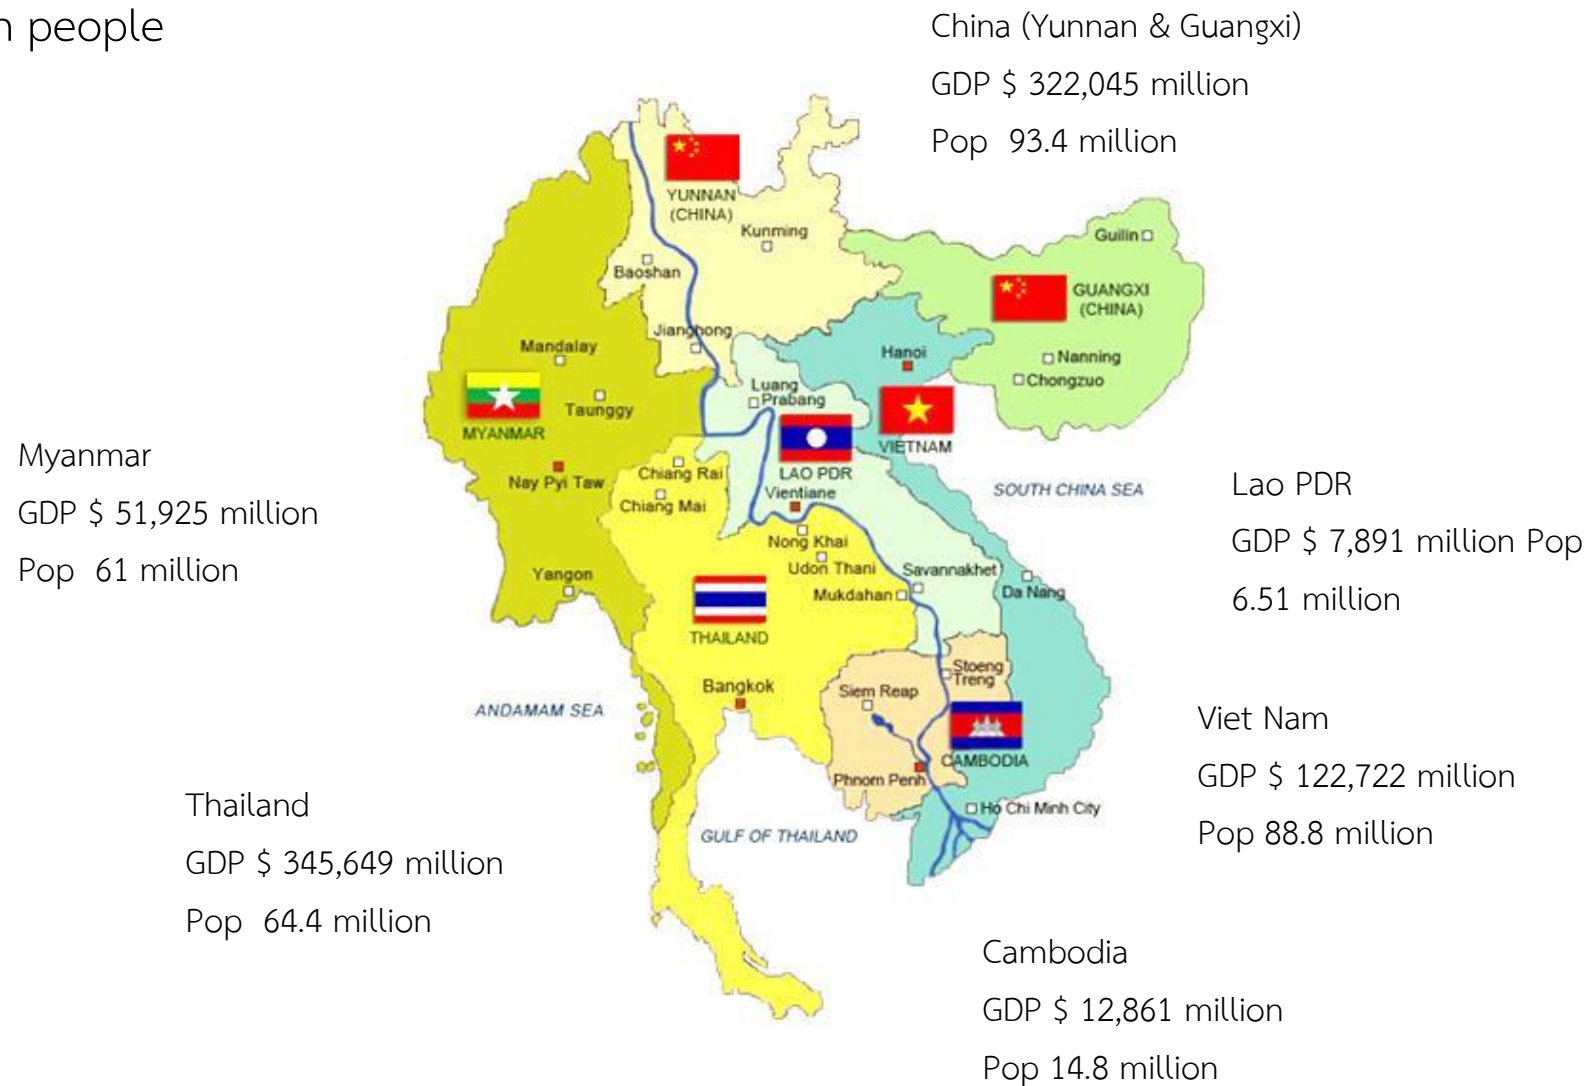 n people
China (Yunnan & Guangxi)
GDP $ 322,045 million
Pop 93.4 million
YUNNAN
(CHINA)
Kunming
Guilin
Baoshan
GUANGXI
(CHINA)
Jianghong
Mandalay
Hanoi
Nanning
Chongzuo
Luang
Prabang
Taunggy
MYANMAR
VIETNAM
Myanmar
GDP $ 51,925 million
Pop 61 million
Chiang Rai
LAO PDR
Nay Pyi Taw
Chiang Mai
Vientiane
SOUTH CHINA SEA
Lao PDR
GDP $ 7,891 million Pop
6.51 million
Nong Khai
Udon Thani
Yangon
Savannakhet
Mukdahan
Da Nang
THAILAND
Stoeng
Treng
Bangkok
Siem Reap
ANDAMAM SEA
CAMBODIA
Phnom Penh
Viet Nam
GDP $ 122,722 million
Pop 88.8 million
Ho Chi Minh City
GULF OF THAILAND
Thailand
GDP $ 345,649 million
Pop 64.4 million
Cambodia
GDP $ 12,861 million
Pop 14.8 million